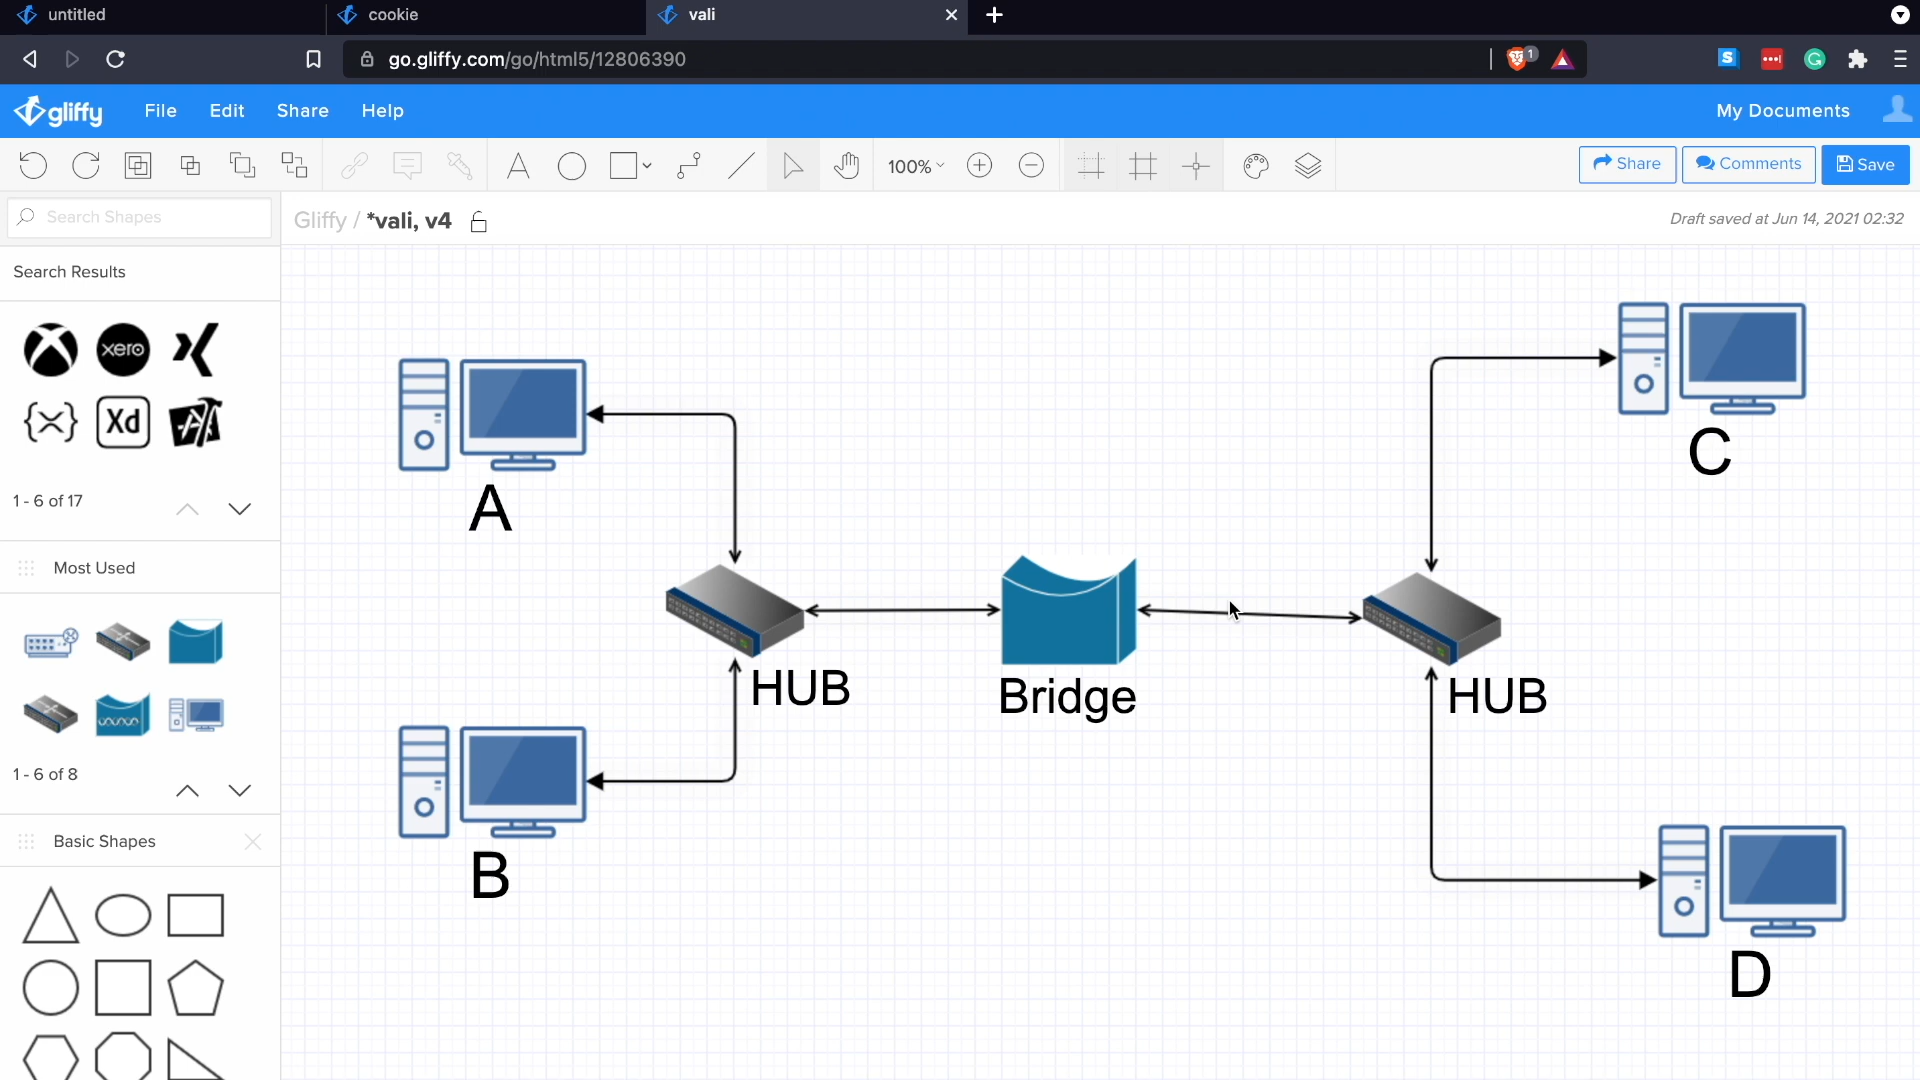 untitled
cookie
vali
go.gliffy.com/go/html5/12806390
1
S
G
gliffy
File
Edit
Share
Help
My Documents
A
100%
Share
Comments
Save
Search Shapes
Gliffy / *vali, v4
Draft saved at Jun 14, 2021 02:32
Search Results
xero
{x}
Xd
1 - 6 of 17
Most Used
1 - 6 of 8
Basic Shapes
A
B
HUB
Bridge
HUB
C
D